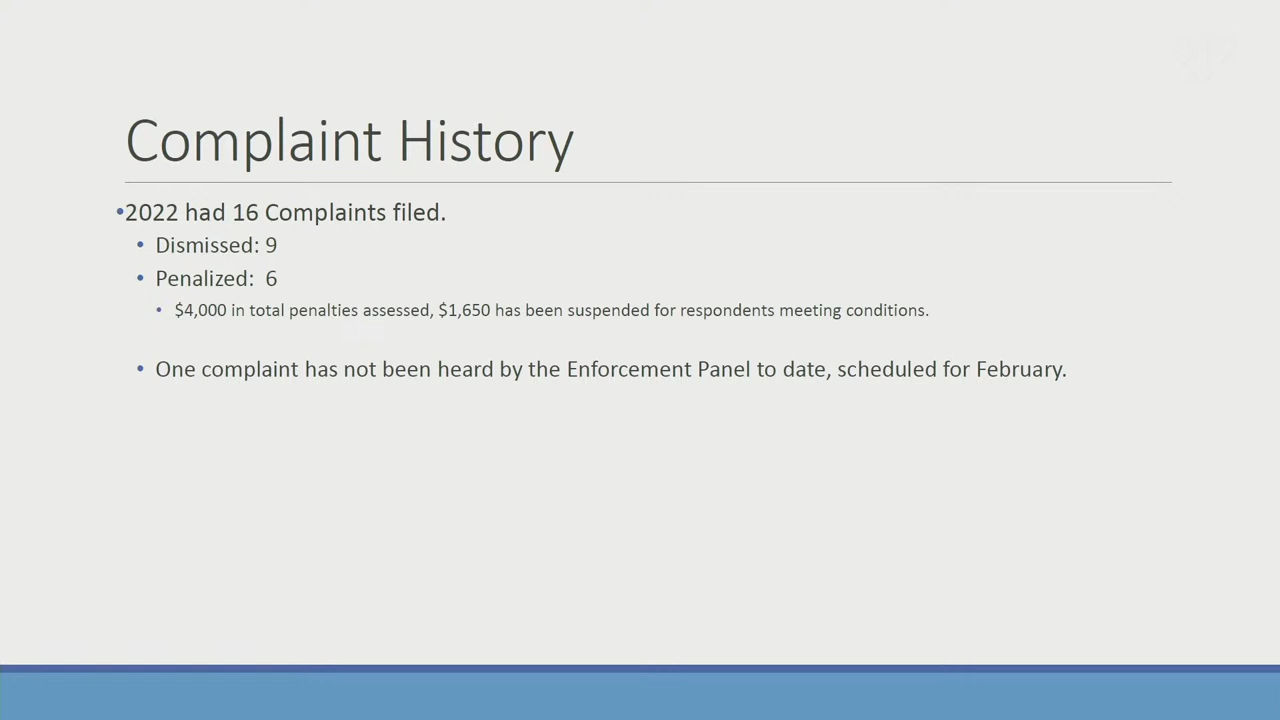 Complaint History
•2022 had 16 Complaints filed.
• Dismissed: 9
• Penalized:  6
• $4,000 in total penalties assessed, $1,650 has been suspended for respondents meeting conditions.
• One complaint has not been heard by the Enforcement Panel to date, scheduled for February.